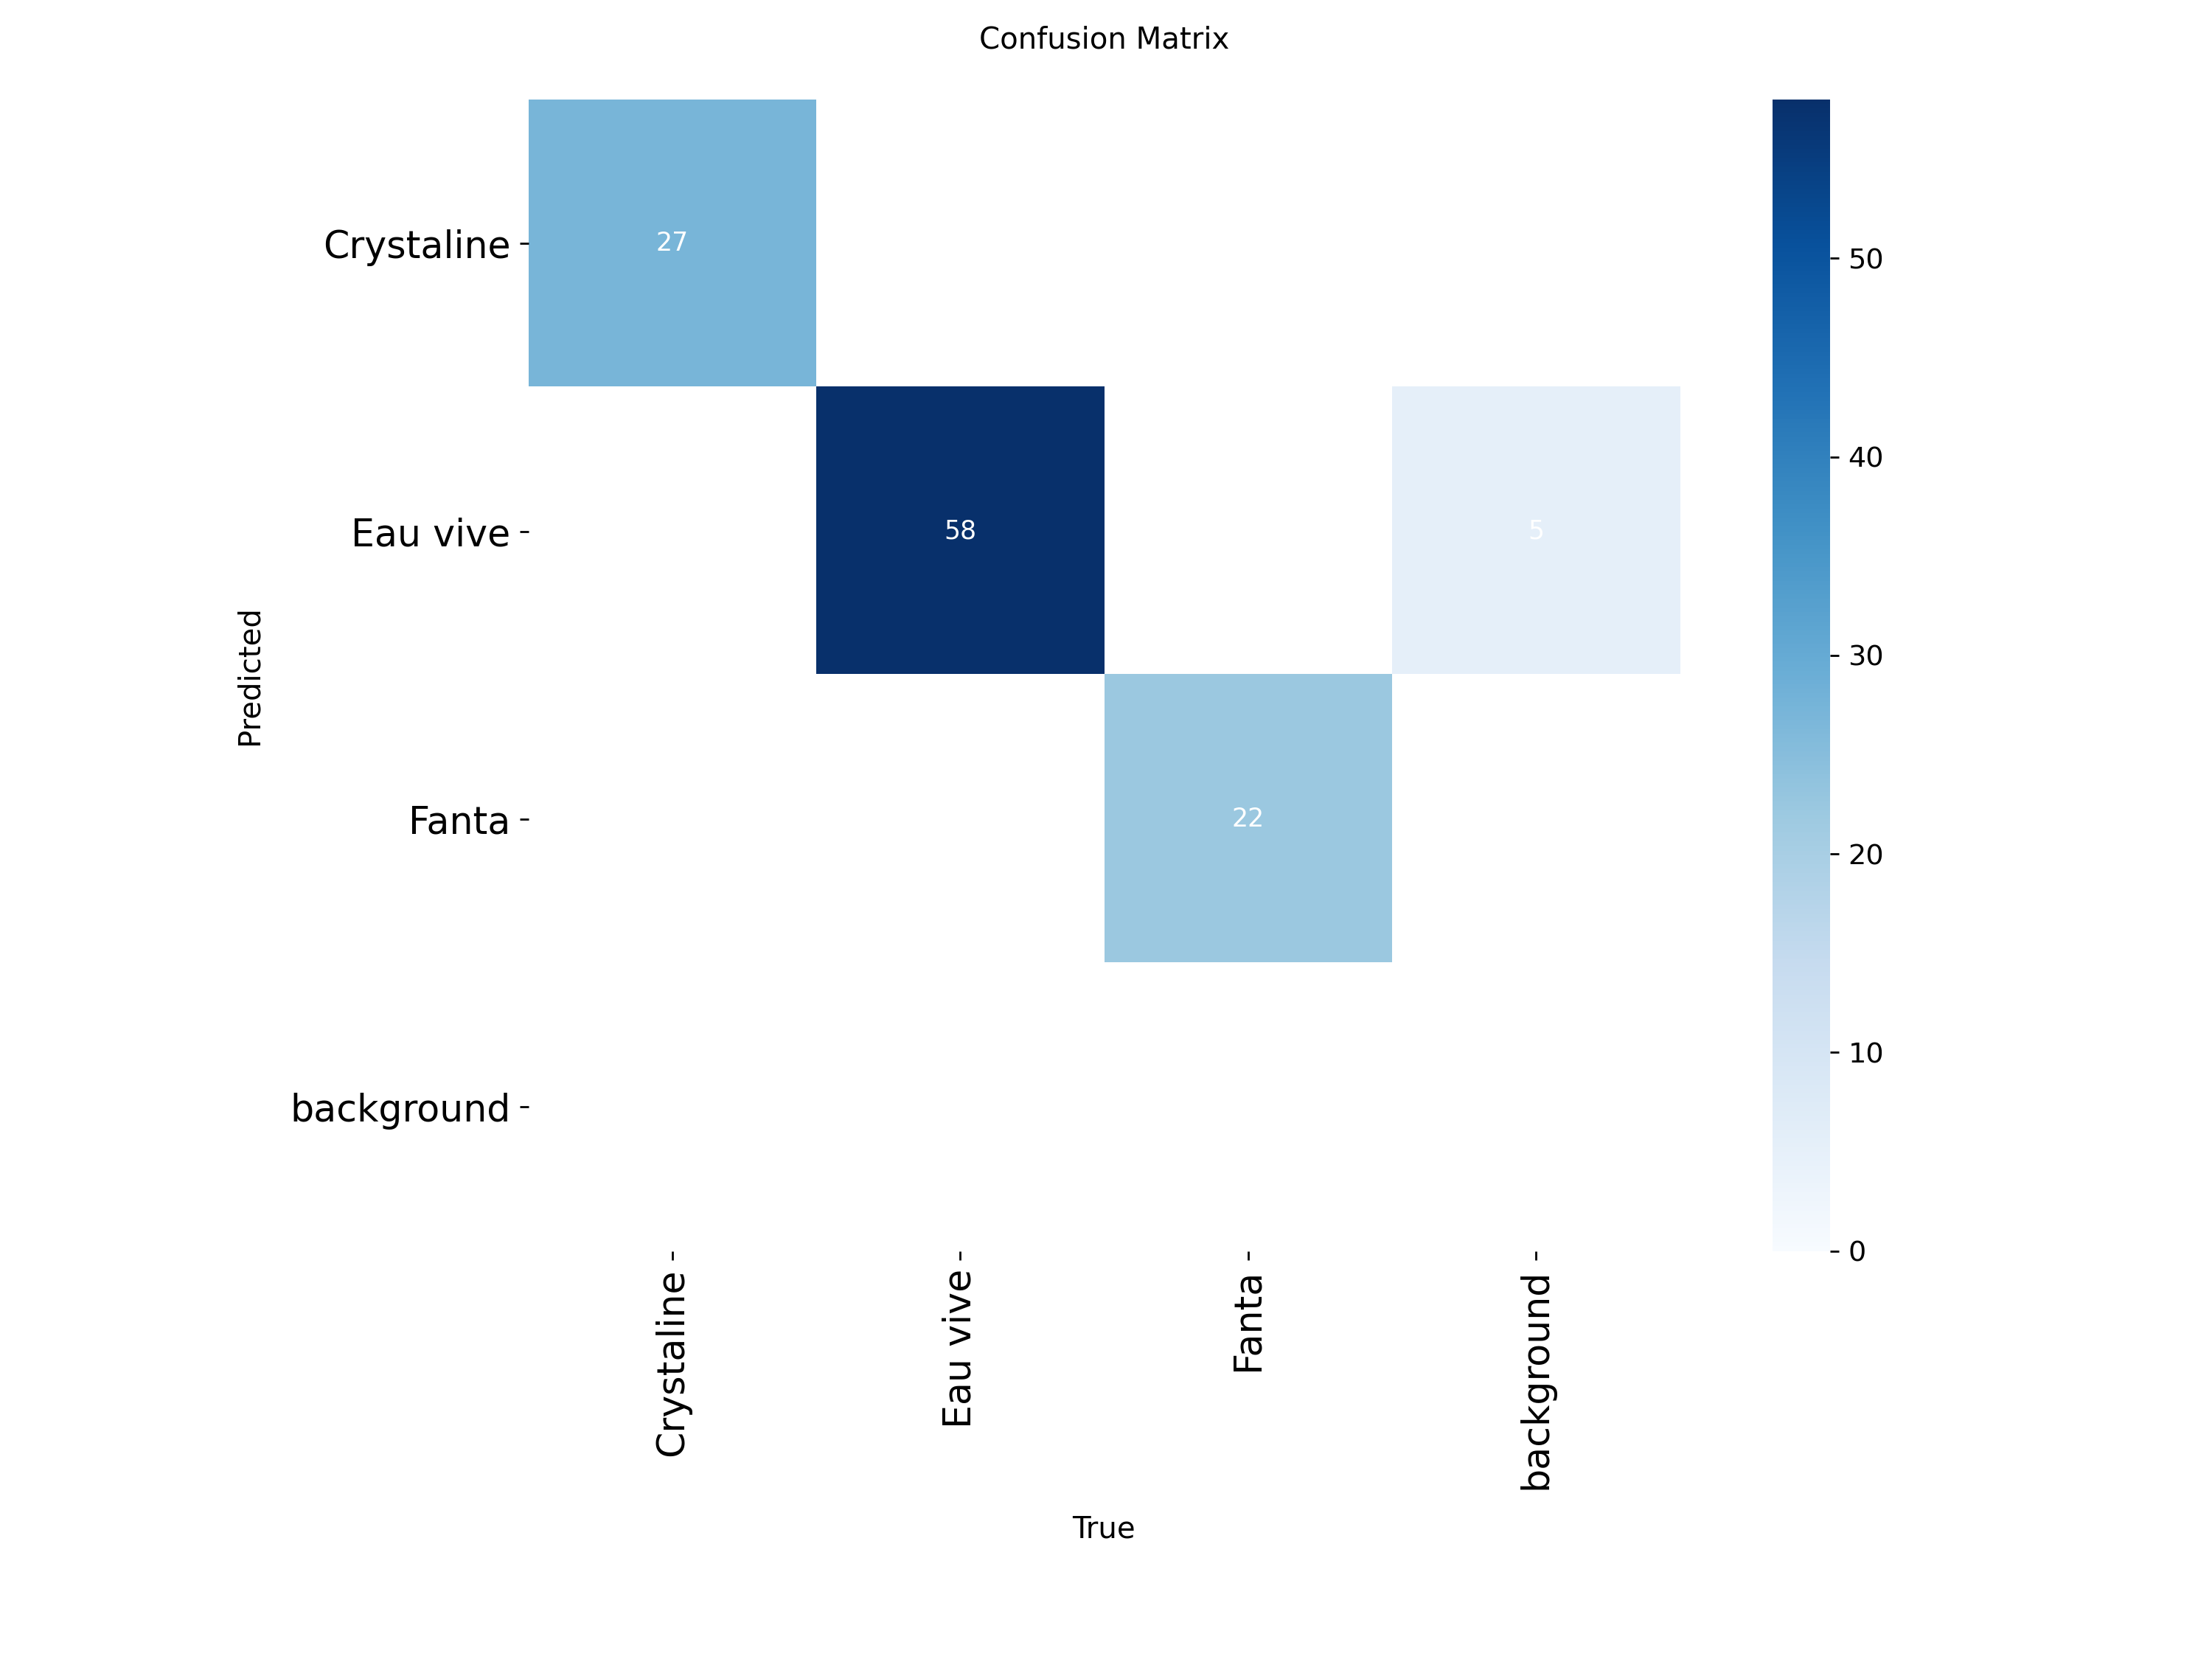 Confusion Matrix
Crystaline
27
50
40
Eau vive
58
5
Predicted
30
Fanta
22
20
background
10
0
Crystaline
Eau vive
Fanta
background
True